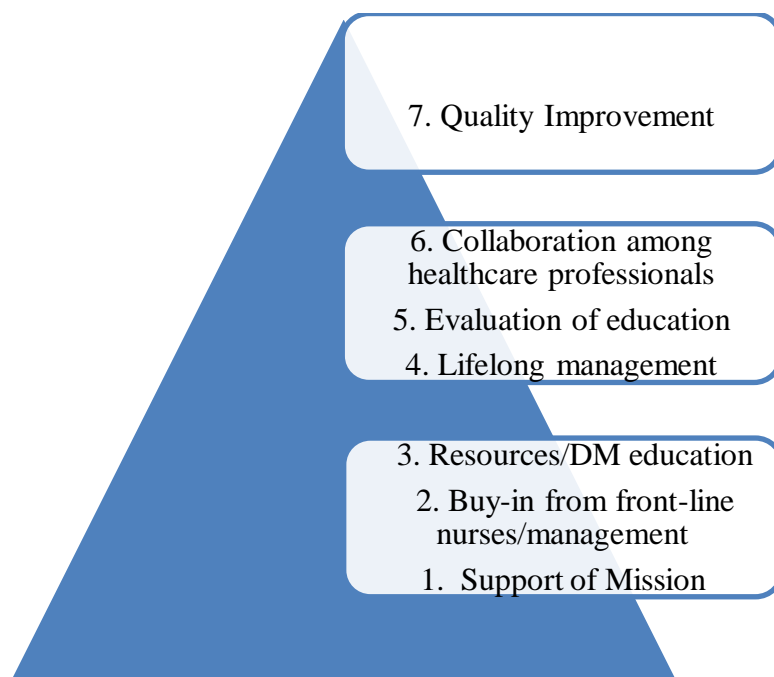 7. Quality Improvement
6. Collaboration among
healthcare professionals
5. Evaluation of education
4. Lifelong management
3. Resources/DM education
2. Buy-in from front-line
nurses/management
1. Support of Mission